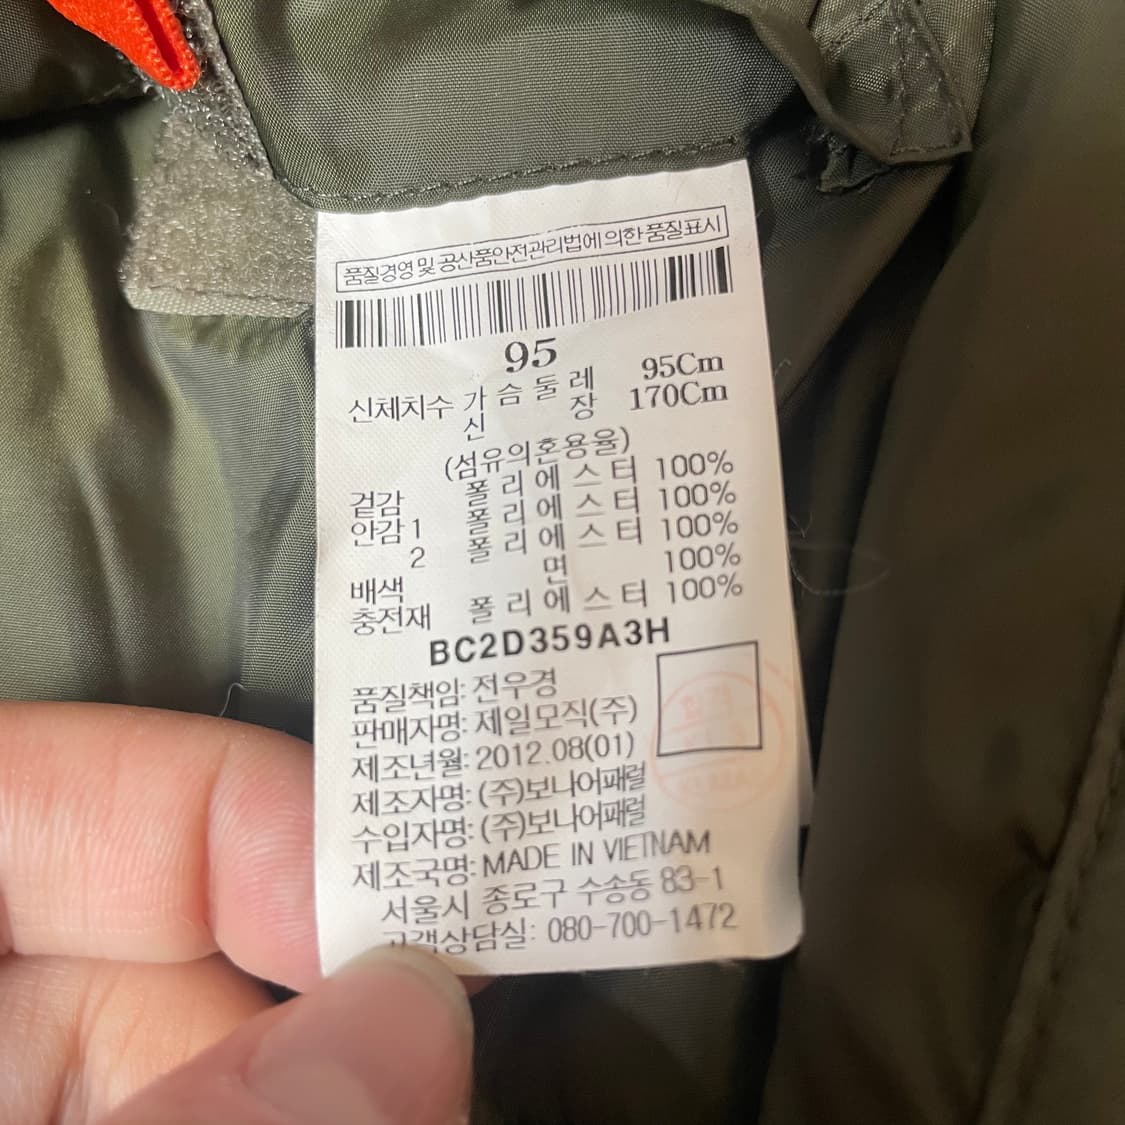 품질경영 및 공산품안전관리법에 의한 품질표시
95
신체치수 가 슴 둘 레 95Cm
신 장 170Cm
(섬유의혼용율)
겉감 폴 리 에 스 터 100%
안감 1 폴 리 에 스 터 100%
2 폴 리 에 스 터 100%
배색 면 100%
충전재 폴 리 에 스 터 100%
BC2D359A3H
품질책임: 전우경
판매자명: 제일모직(주)
제조년월: 2012.08(01)
제조자명: (주)보나어패럴
수입자명: (주)보나어패럴
제조국명: MADE IN VIETNAM
서울시 종로구 수송동 83-1
고객상담실: 080-700-1472